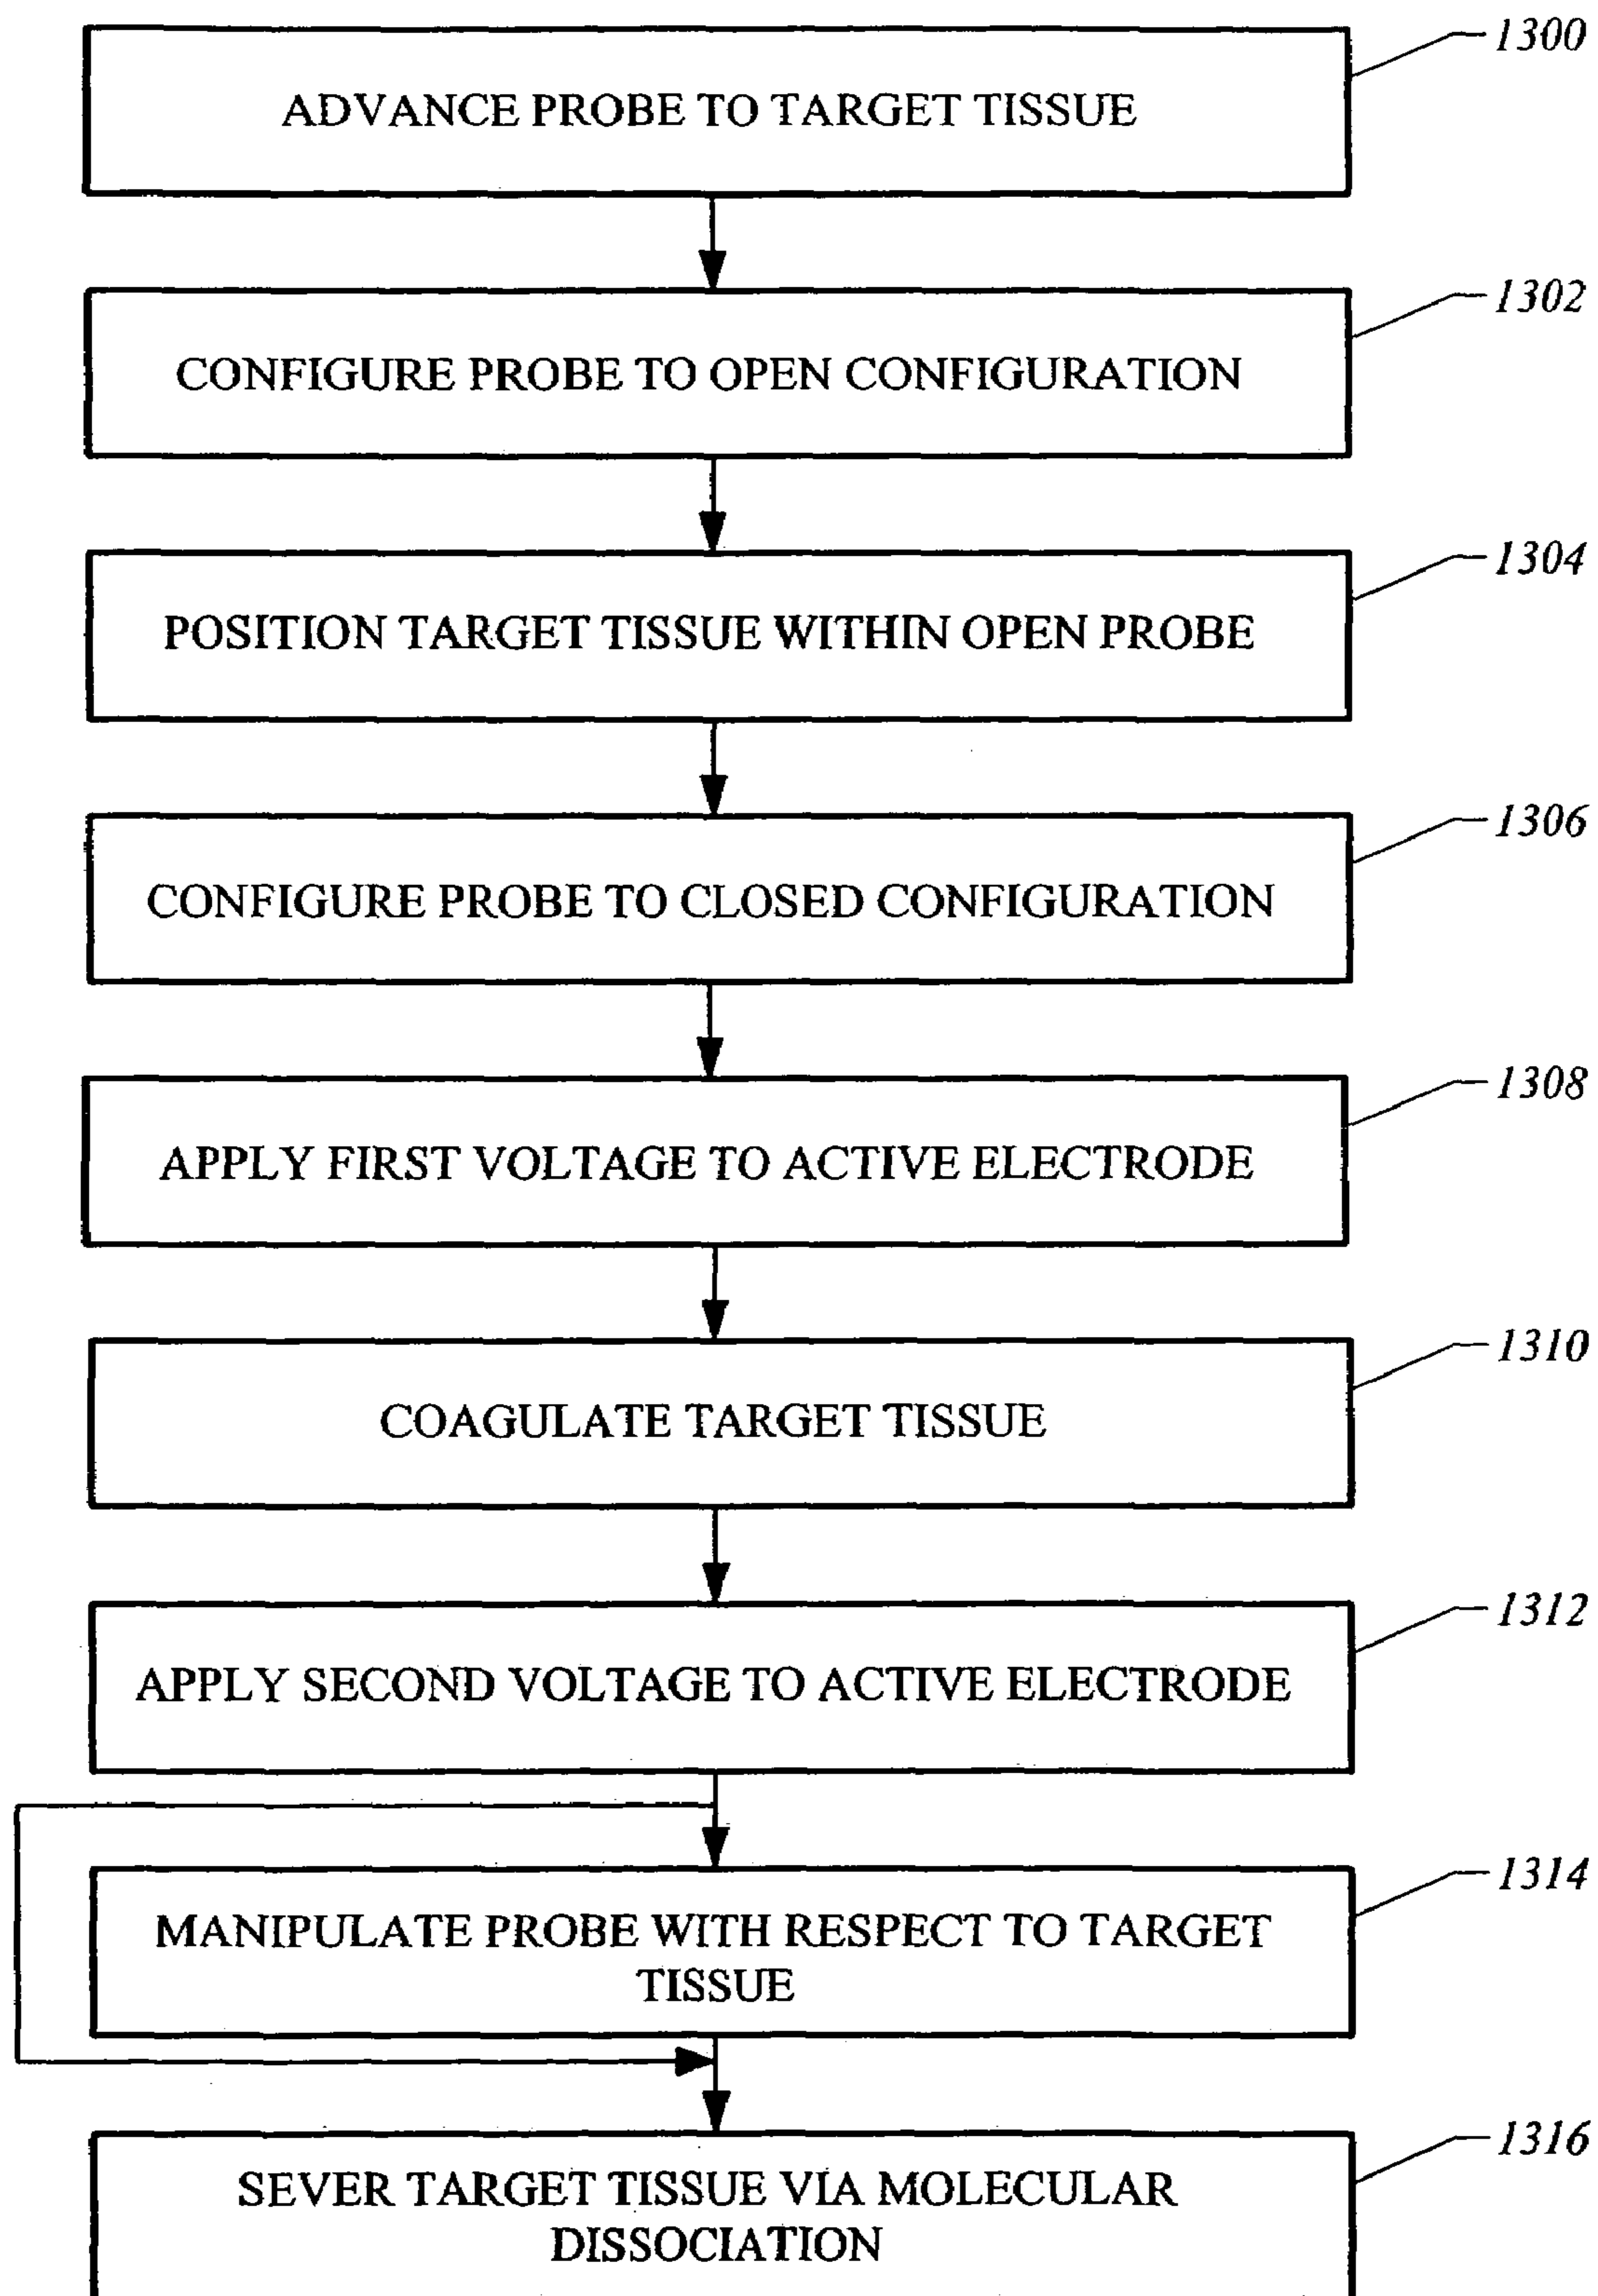 1300
ADVANCE PROBE TO TARGET TISSUE
1302
CONFIGURE PROBE TO OPEN CONFIGURATION
1304
POSITION TARGET TISSUE WITHIN OPEN PROBE
1306
CONFIGURE PROBE TO CLOSED CONFIGURATION
1308
APPLY FIRST VOLTAGE TO ACTIVE ELECTRODE
1310
COAGULATE TARGET TISSUE
1312
APPLY SECOND VOLTAGE TO ACTIVE ELECTRODE
1314
MANIPULATE PROBE WITH RESPECT TO TARGET
TISSUE
1316
SEVER TARGET TISSUE VIA MOLECULAR
DISSOCIATION